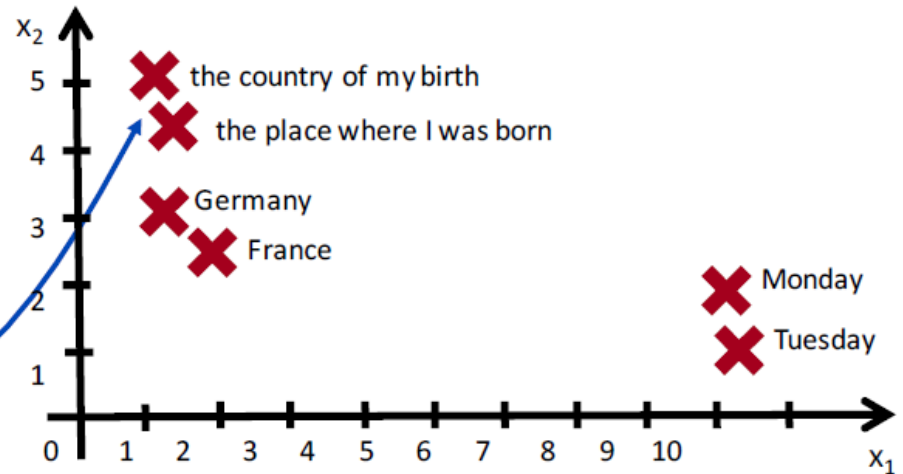 x2
5
the country of my birth
the place where I was born
4
Germany
3
France
2
Monday
Tuesday
1
0 1 2 3 4 5 6 7 8 9 10
x1